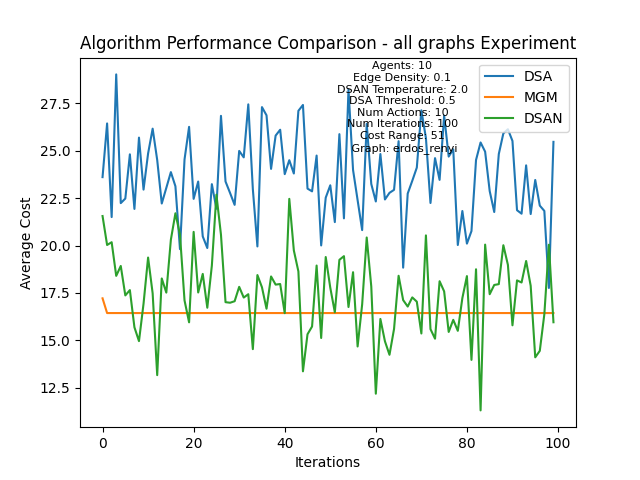 Algorithm Performance Comparison - all graphs Experiment
Agents: 10
Edge Density: 0.1
DSAN Temperature: 2.0
DSA Threshold: 0.5
Num Actions: 10
Num Iterations: 100
Cost Range: 51
Graph: erdos_renyi
DSA
MGM
DSAN
Average Cost
27.5
25.0
22.5
20.0
17.5
15.0
12.5
0 20 40 60 80 100
Iterations